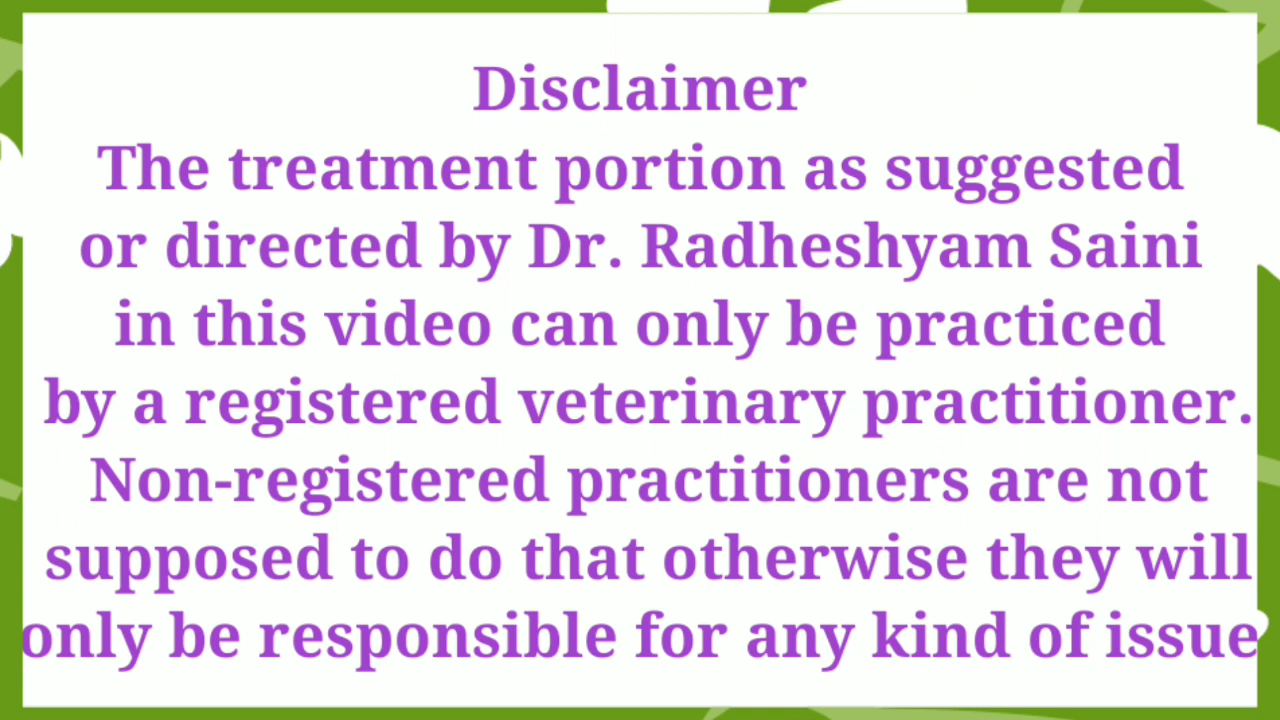 Disclaimer
The treatment portion as suggested
or directed by Dr. Radheshyam Saini
in this video can only be practiced
by a registered veterinary practitioner.
Non-registered practitioners are not
supposed to do that otherwise they will
only be responsible for any kind of issue